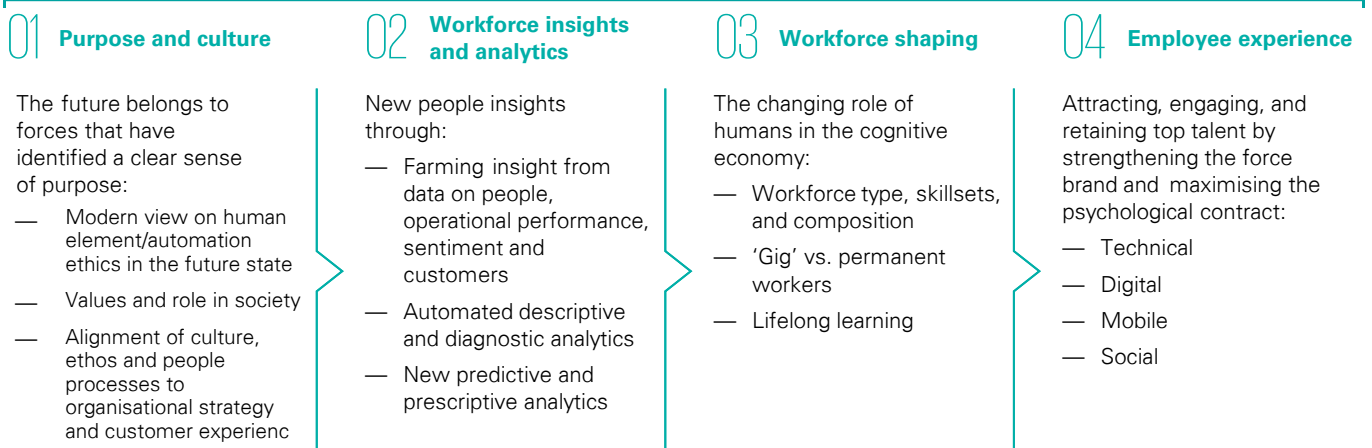 01 Purpose and culture
The future belongs to
forces that have
identified a clear sense
of purpose:
— Modern view on human
element/automation
ethics in the future state
— Values and role in society
— Alignment of culture,
ethos and people
processes to
organisational strategy
and customer experienc
02 Workforce insights
and analytics
New people insights
through:
— Farming insight from
data on people,
operational performance,
sentiment and
customers
— Automated descriptive
and diagnostic analytics
— New predictive and
prescriptive analytics
03 Workforce shaping
The changing role of
humans in the cognitive
economy:
— Workforce type, skillsets,
and composition
— ‘Gig’ vs. permanent
workers
— Lifelong learning
04 Employee experience
Attracting, engaging, and
retaining top talent by
strengthening the force
brand and maximising the
psychological contract:
— Technical
— Digital
— Mobile
— Social